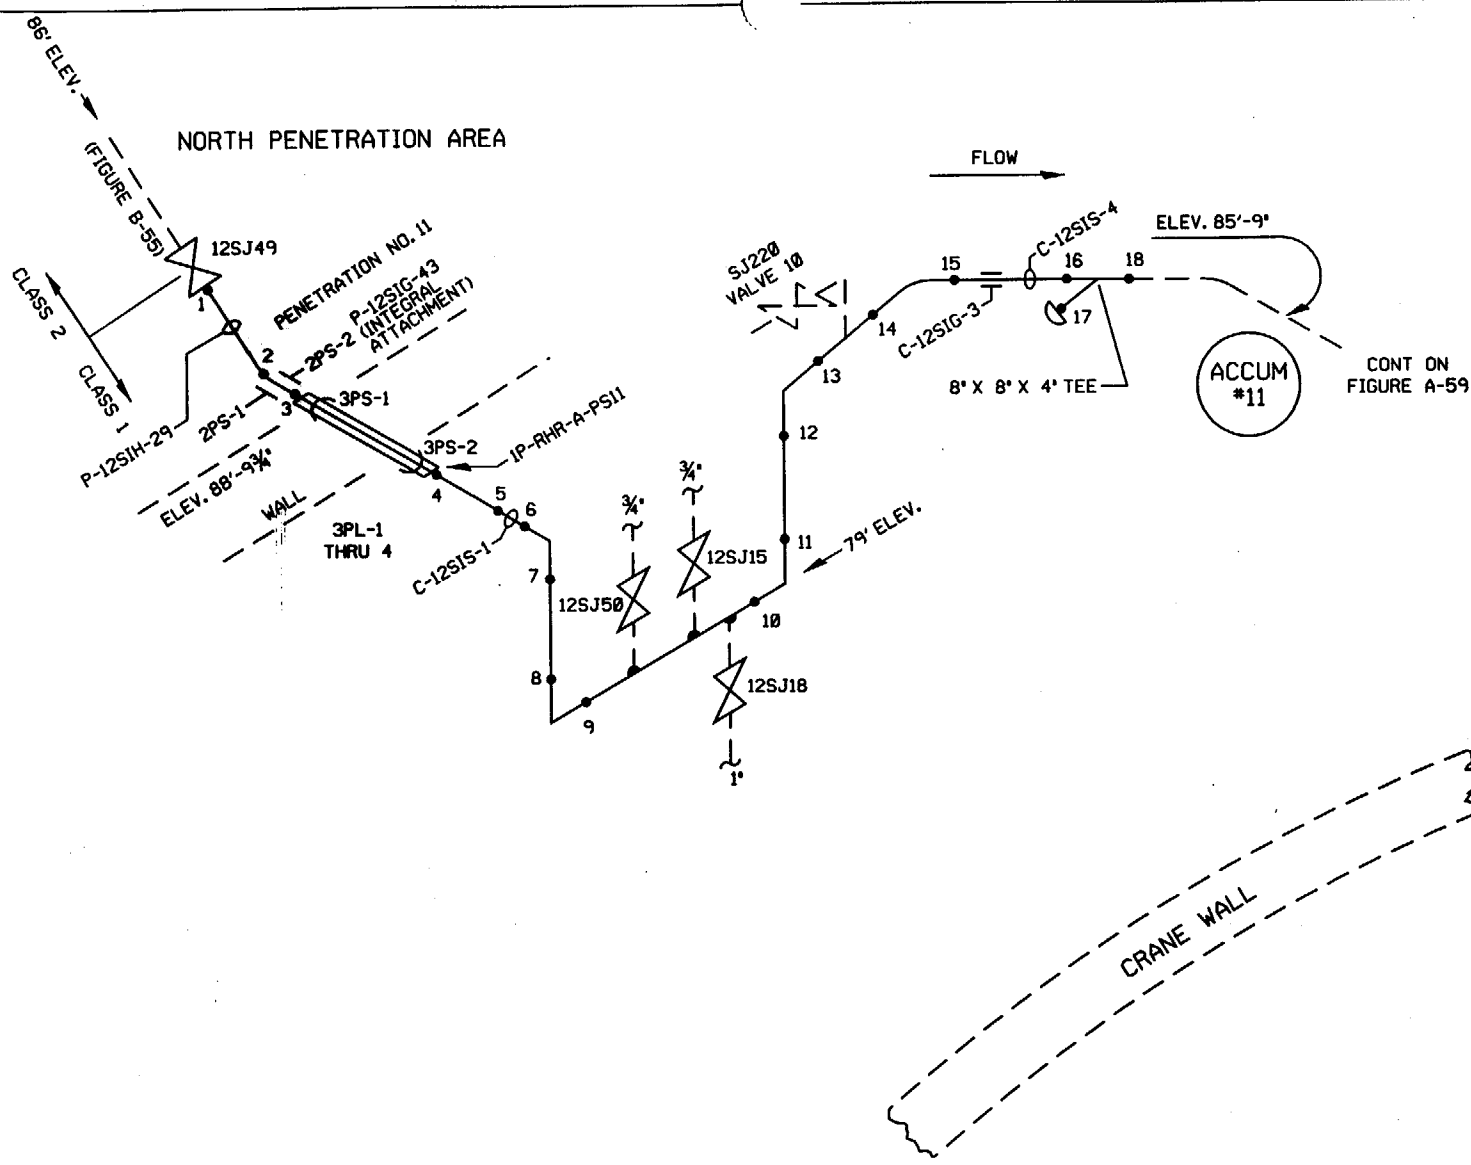 86' ELEV.
(FIGURE B-55)
NORTH PENETRATION AREA
12SJ49
CLASS 2
CLASS 1
1
P-12SIH-29
2
PENETRATION NO. 11
2PS-2
P-12SIG-43
(INTEGRAL
ATTACHMENT)
2PS-1
3
3PS-1
3PS-2
1P-RHR-A-PS11
ELEV. 88'-9¾"
WALL
4
3PL-1
THRU 4
5
6
C-12SIS-1
7
8
9
¾"
12SJ50
¾"
12SJ15
12SJ18
1"
10
79' ELEV.
11
12
13
14
SJ220
VALVE 10
FLOW
15
C-12SIG-3
C-12SIS-4
16
17
18
8" X 8" X 4" TEE
ELEV. 85'-9"
ACCUM
#11
CONT ON
FIGURE A-59
CRANE WALL